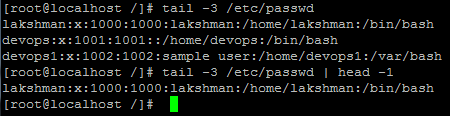 [root@localhost /]# tail -3 /etc/passwd
lakshman:x:1000:1000:lakshman:/home/lakshman:/bin/bash
devops:x:1001:1001::/home/devops:/bin/bash
devops1:x:1002:1002:sample user:/home/devops1:/var/bash
[root@localhost /]# tail -3 /etc/passwd | head -1
lakshman:x:1000:1000:lakshman:/home/lakshman:/bin/bash
[root@localhost /]#